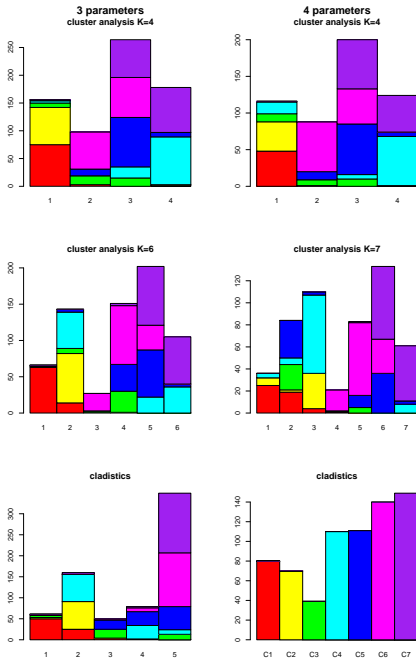 3 parameters
cluster analysis K=4
0 50 100 150 200 250
1 2 3 4
4 parameters
cluster analysis K=4
0 50 100 150 200
1 2 3 4
cluster analysis K=6
0 50 100 150 200
1 2 3 4 5 6
cluster analysis K=7
0 20 40 60 80 100 120
1 2 3 4 5 6 7
cladistics
0 50 100 150 200 250 300
1 2 3 4 5
cladistics
0 20 40 60 80 100 120 140
C1 C2 C3 C4 C5 C6 C7